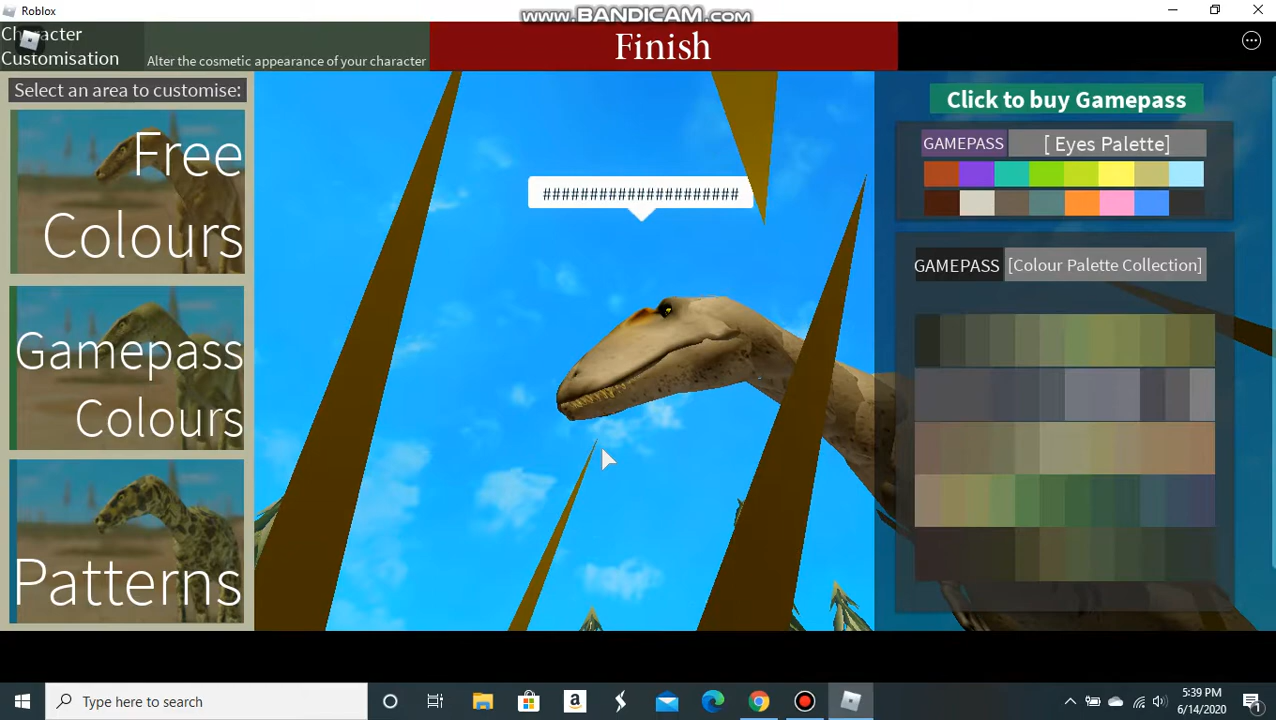 Roblox
www.BANDICAM.com
Character
Customisation
Alter the cosmetic appearance of your character
Finish
Select an area to customise:
Free
Colours
Gamepass
Colours
Patterns
####################
Click to buy Gamepass
GAMEPASS [ Eyes Palette]
GAMEPASS [Colour Palette Collection]
Type here to search
5:39 PM
6/14/2020
1